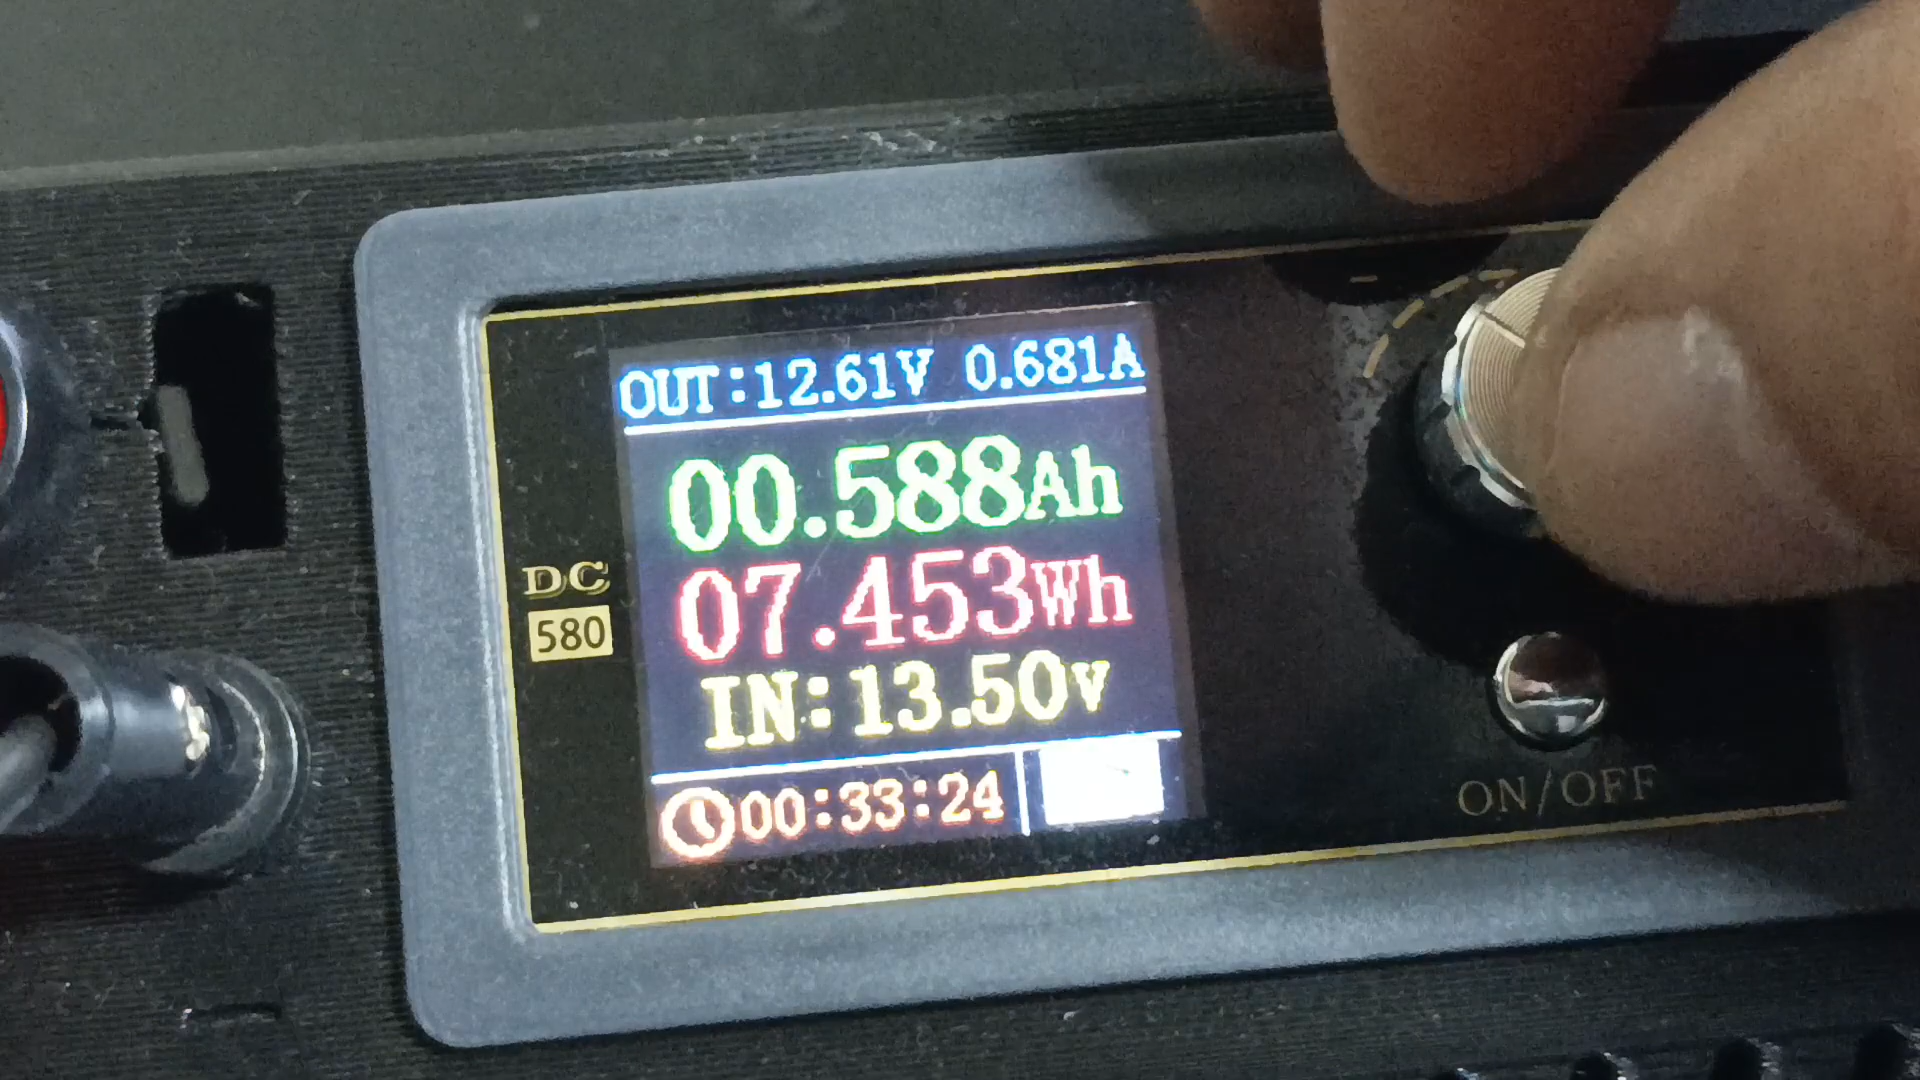 OUT:12.61V 0.681A
00.588Ah
07.453Wh
IN:13.50V
00:33:24
DC
580
ON/OFF